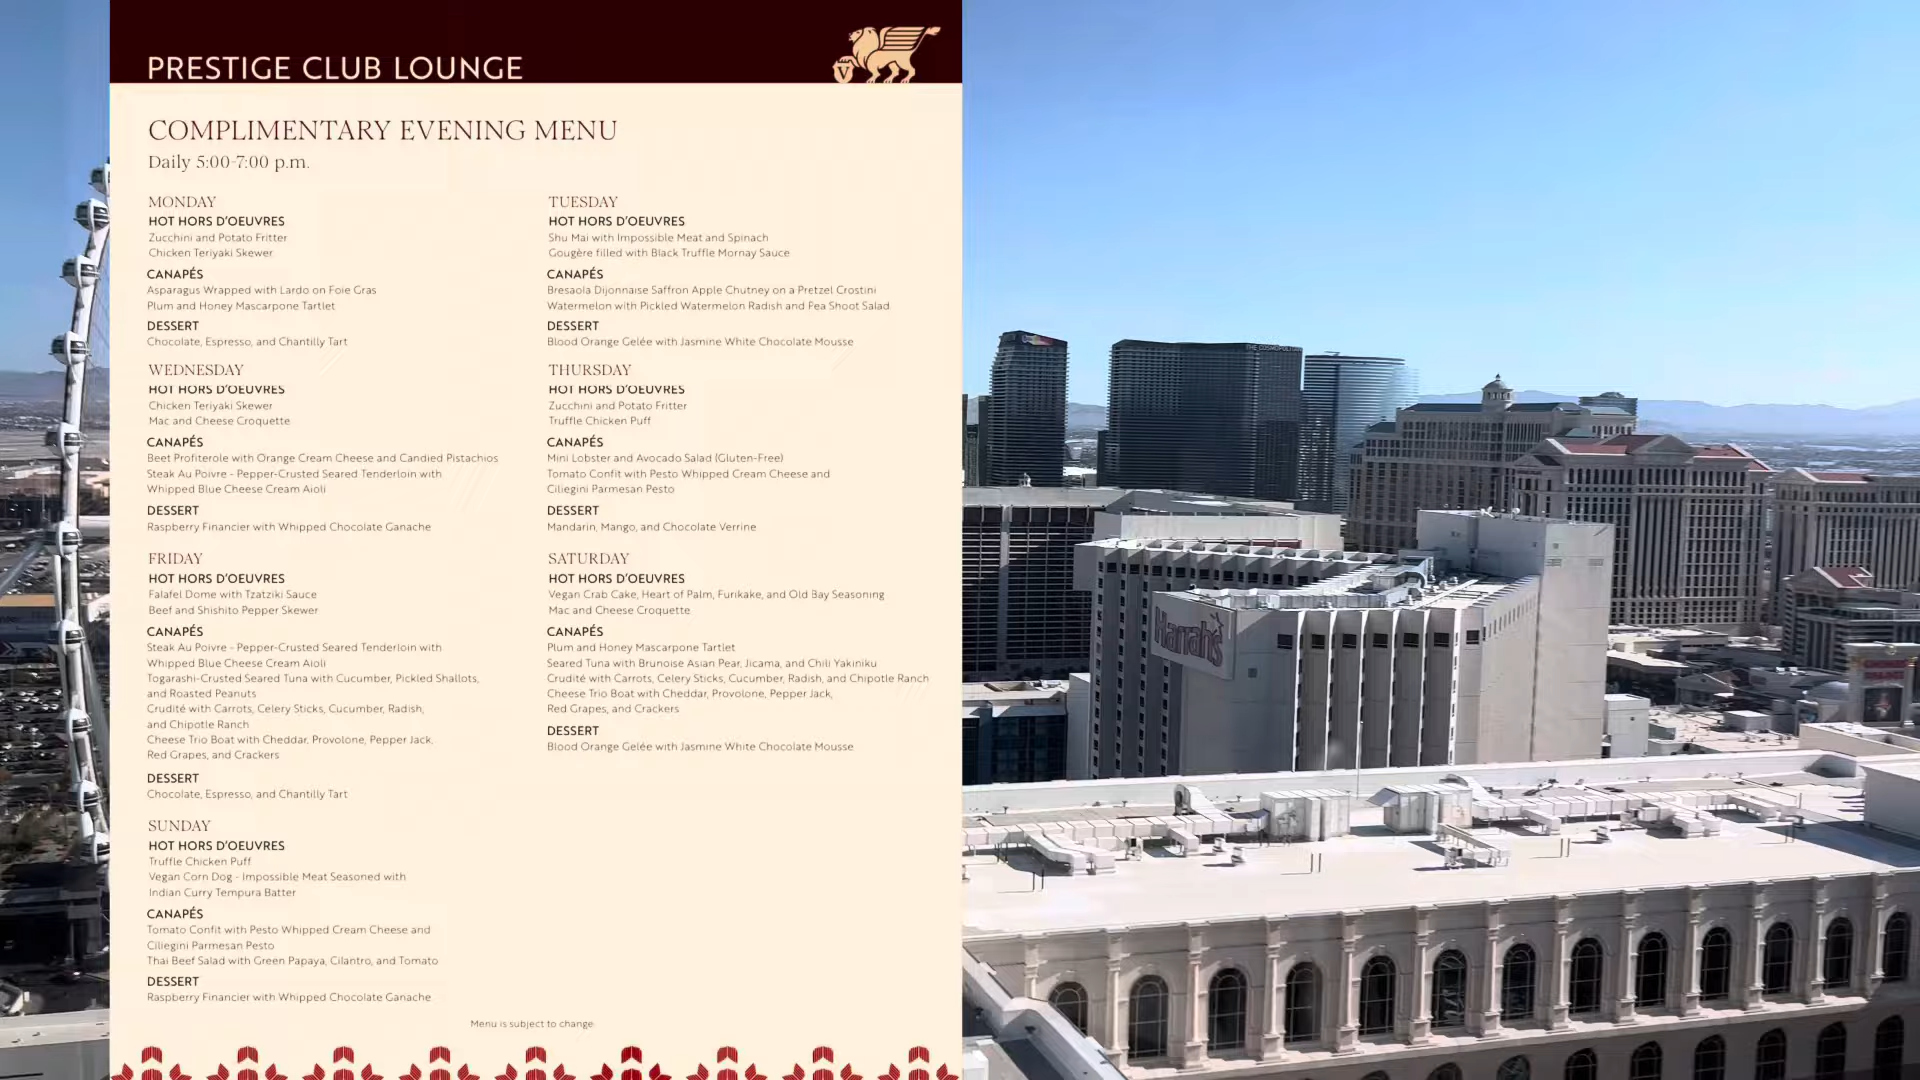 PRESTIGE CLUB LOUNGE
V
COMPLIMENTARY EVENING MENU
Daily 5:00-7:00 p.m.
MONDAY
HOT HORS D'OEUVRES
Zucchini and Potato Fritter
Chicken Teriyaki Skewer
CANAPÉS
Asparagus Wrapped with Lardo on Foie Gras
Plum and Honey Mascarpone Tartlet
DESSERT
Chocolate, Espresso, and Chantilly Tart
TUESDAY
HOT HORS D'OEUVRES
Shu Mai with Impossible Meat and Spinach
Gougère filled with Black Truffle Mornay Sauce
CANAPÉS
Bresaola Dijonnaise Saffron Apple Chutney on a Pretzel Crostini
Watermelon with Pickled Watermelon Radish and Pea Shoot Salad
DESSERT
Blood Orange Gelée with Jasmine White Chocolate Mousse
WEDNESDAY
HOT HORS D'OEUVRES
Chicken Teriyaki Skewer
Mac and Cheese Croquette
CANAPÉS
Beet Profiterole with Orange Cream Cheese and Candied Pistachios
Steak Au Poivre - Pepper-Crusted Seared Tenderloin with
Whipped Blue Cheese Cream Aioli
DESSERT
Raspberry Financier with Whipped Chocolate Ganache
THURSDAY
HOT HORS D'OEUVRES
Zucchini and Potato Fritter
Truffle Chicken Puff
CANAPÉS
Mini Lobster and Avocado Salad (Gluten-Free)
Tomato Confit with Pesto Whipped Cream Cheese and
Ciliegini Parmesan Pesto
DESSERT
Mandarin, Mango, and Chocolate Verrine
FRIDAY
HOT HORS D'OEUVRES
Falafel Dome with Tzatziki Sauce
Beef and Shishito Pepper Skewer
CANAPÉS
Steak Au Poivre - Pepper-Crusted Seared Tenderloin with
Whipped Blue Cheese Cream Aioli
Togarashi-Crusted Seared Tuna with Cucumber, Pickled Shallots,
and Roasted Peanuts
Crudité with Carrots, Celery Sticks, Cucumber, Radish,
and Chipotle Ranch
Cheese Trio Boat with Cheddar, Provolone, Pepper Jack,
Red Grapes, and Crackers
DESSERT
Chocolate, Espresso, and Chantilly Tart
SATURDAY
HOT HORS D'OEUVRES
Vegan Crab Cake, Heart of Palm, Furikake, and Old Bay Seasoning
Mac and Cheese Croquette
CANAPÉS
Plum and Honey Mascarpone Tartlet
Seared Tuna with Brunoise Asian Pear, Jicama, and Chili Yakiniku
Crudité with Carrots, Celery Sticks, Cucumber, Radish, and Chipotle Ranch
Cheese Trio Boat with Cheddar, Provolone, Pepper Jack,
Red Grapes, and Crackers
DESSERT
Blood Orange Gelée with Jasmine White Chocolate Mousse
SUNDAY
HOT HORS D'OEUVRES
Truffle Chicken Puff
Vegan Corn Dog - Impossible Meat Seasoned with
Indian Curry Tempura Batter
CANAPÉS
Tomato Confit with Pesto Whipped Cream Cheese and
Ciliegini Parmesan Pesto
Thai Beef Salad with Green Papaya, Cilantro, and Tomato
DESSERT
Raspberry Financier with Whipped Chocolate Ganache
Menu is subject to change
THE COSMOPOLITAN
Harrah's